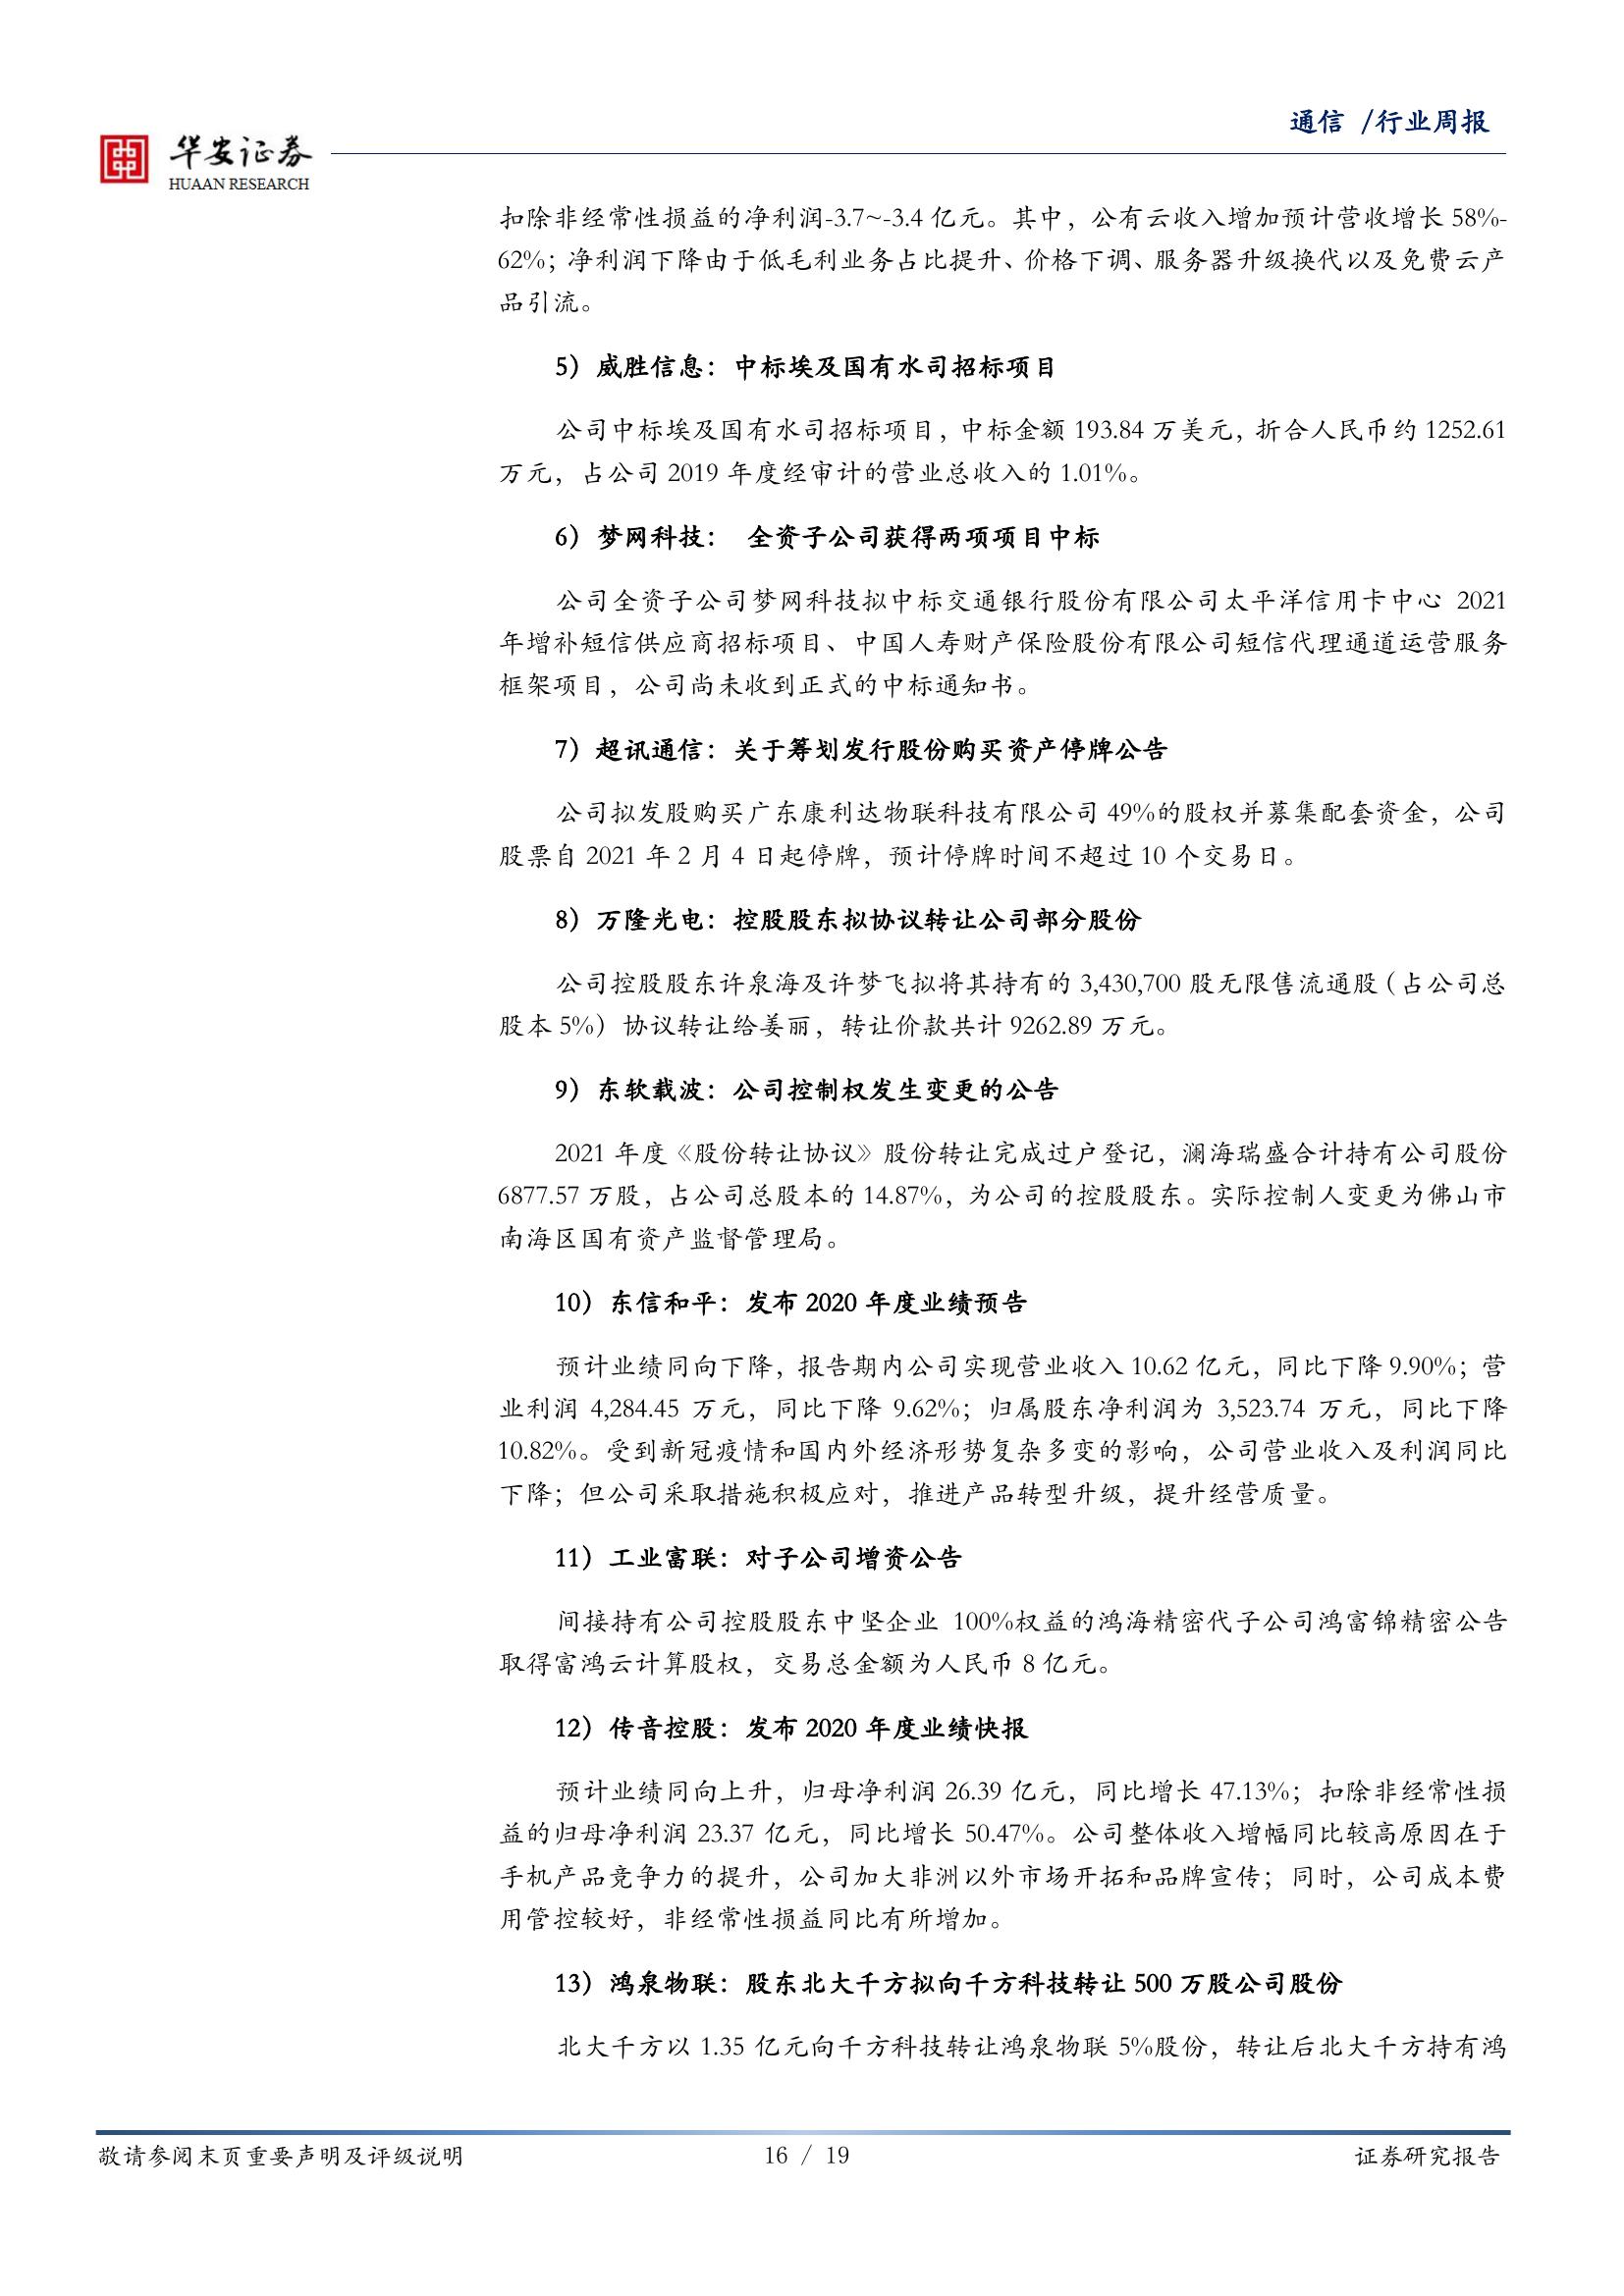 通信 /行业周报
华安证券
HUAAN RESEARCH
扣除非经常性损益的净利润-3.7~-3.4 亿元。其中，公有云收入增加预计营收增长 58%-
62%；净利润下降由于低毛利业务占比提升、价格下调、服务器升级换代以及免费云产
品引流。
5）威胜信息：中标埃及国有水司招标项目
公司中标埃及国有水司招标项目，中标金额 193.84 万美元，折合人民币约 1252.61
万元，占公司 2019 年度经审计的营业总收入的 1.01%。
6）梦网科技： 全资子公司获得两项项目中标
公司全资子公司梦网科技拟中标交通银行股份有限公司太平洋信用卡中心 2021
年增补短信供应商招标项目、中国人寿财产保险股份有限公司短信代理通道运营服务
框架项目，公司尚未收到正式的中标通知书。
7）超讯通信：关于筹划发行股份购买资产停牌公告
公司拟发股购买广东康利达物联科技有限公司 49%的股权并募集配套资金，公司
股票自 2021 年 2 月 4 日起停牌，预计停牌时间不超过 10 个交易日。
8）万隆光电：控股股东拟协议转让公司部分股份
公司控股股东许泉海及许梦飞拟将其持有的 3,430,700 股无限售流通股（占公司总
股本 5%）协议转让给姜丽，转让价款共计 9262.89 万元。
9）东软载波：公司控制权发生变更的公告
2021 年度《股份转让协议》股份转让完成过户登记，澜海瑞盛合计持有公司股份
6877.57 万股，占公司总股本的 14.87%，为公司的控股股东。实际控制人变更为佛山市
南海区国有资产监督管理局。
10）东信和平：发布 2020 年度业绩预告
预计业绩同向下降，报告期内公司实现营业收入 10.62 亿元，同比下降 9.90%；营
业利润 4,284.45 万元，同比下降 9.62%；归属股东净利润为 3,523.74 万元，同比下降
10.82%。受到新冠疫情和国内外经济形势复杂多变的影响，公司营业收入及利润同比
下降；但公司采取措施积极应对，推进产品转型升级，提升经营质量。
11）工业富联：对子公司增资公告
间接持有公司控股股东中坚企业 100%权益的鸿海精密代子公司鸿富锦精密公告
取得富鸿云计算股权，交易总金额为人民币 8 亿元。
12）传音控股：发布 2020 年度业绩快报
预计业绩同向上升，归母净利润 26.39 亿元，同比增长 47.13%；扣除非经常性损
益的归母净利润 23.37 亿元，同比增长 50.47%。公司整体收入增幅同比较高原因在于
手机产品竞争力的提升，公司加大非洲以外市场开拓和品牌宣传；同时，公司成本费
用管控较好，非经常性损益同比有所增加。
13）鸿泉物联：股东北大千方拟向千方科技转让 500 万股公司股份
北大千方以 1.35 亿元向千方科技转让鸿泉物联 5%股份，转让后北大千方持有鸿
敬请参阅末页重要声明及评级说明
16 / 19
证券研究报告